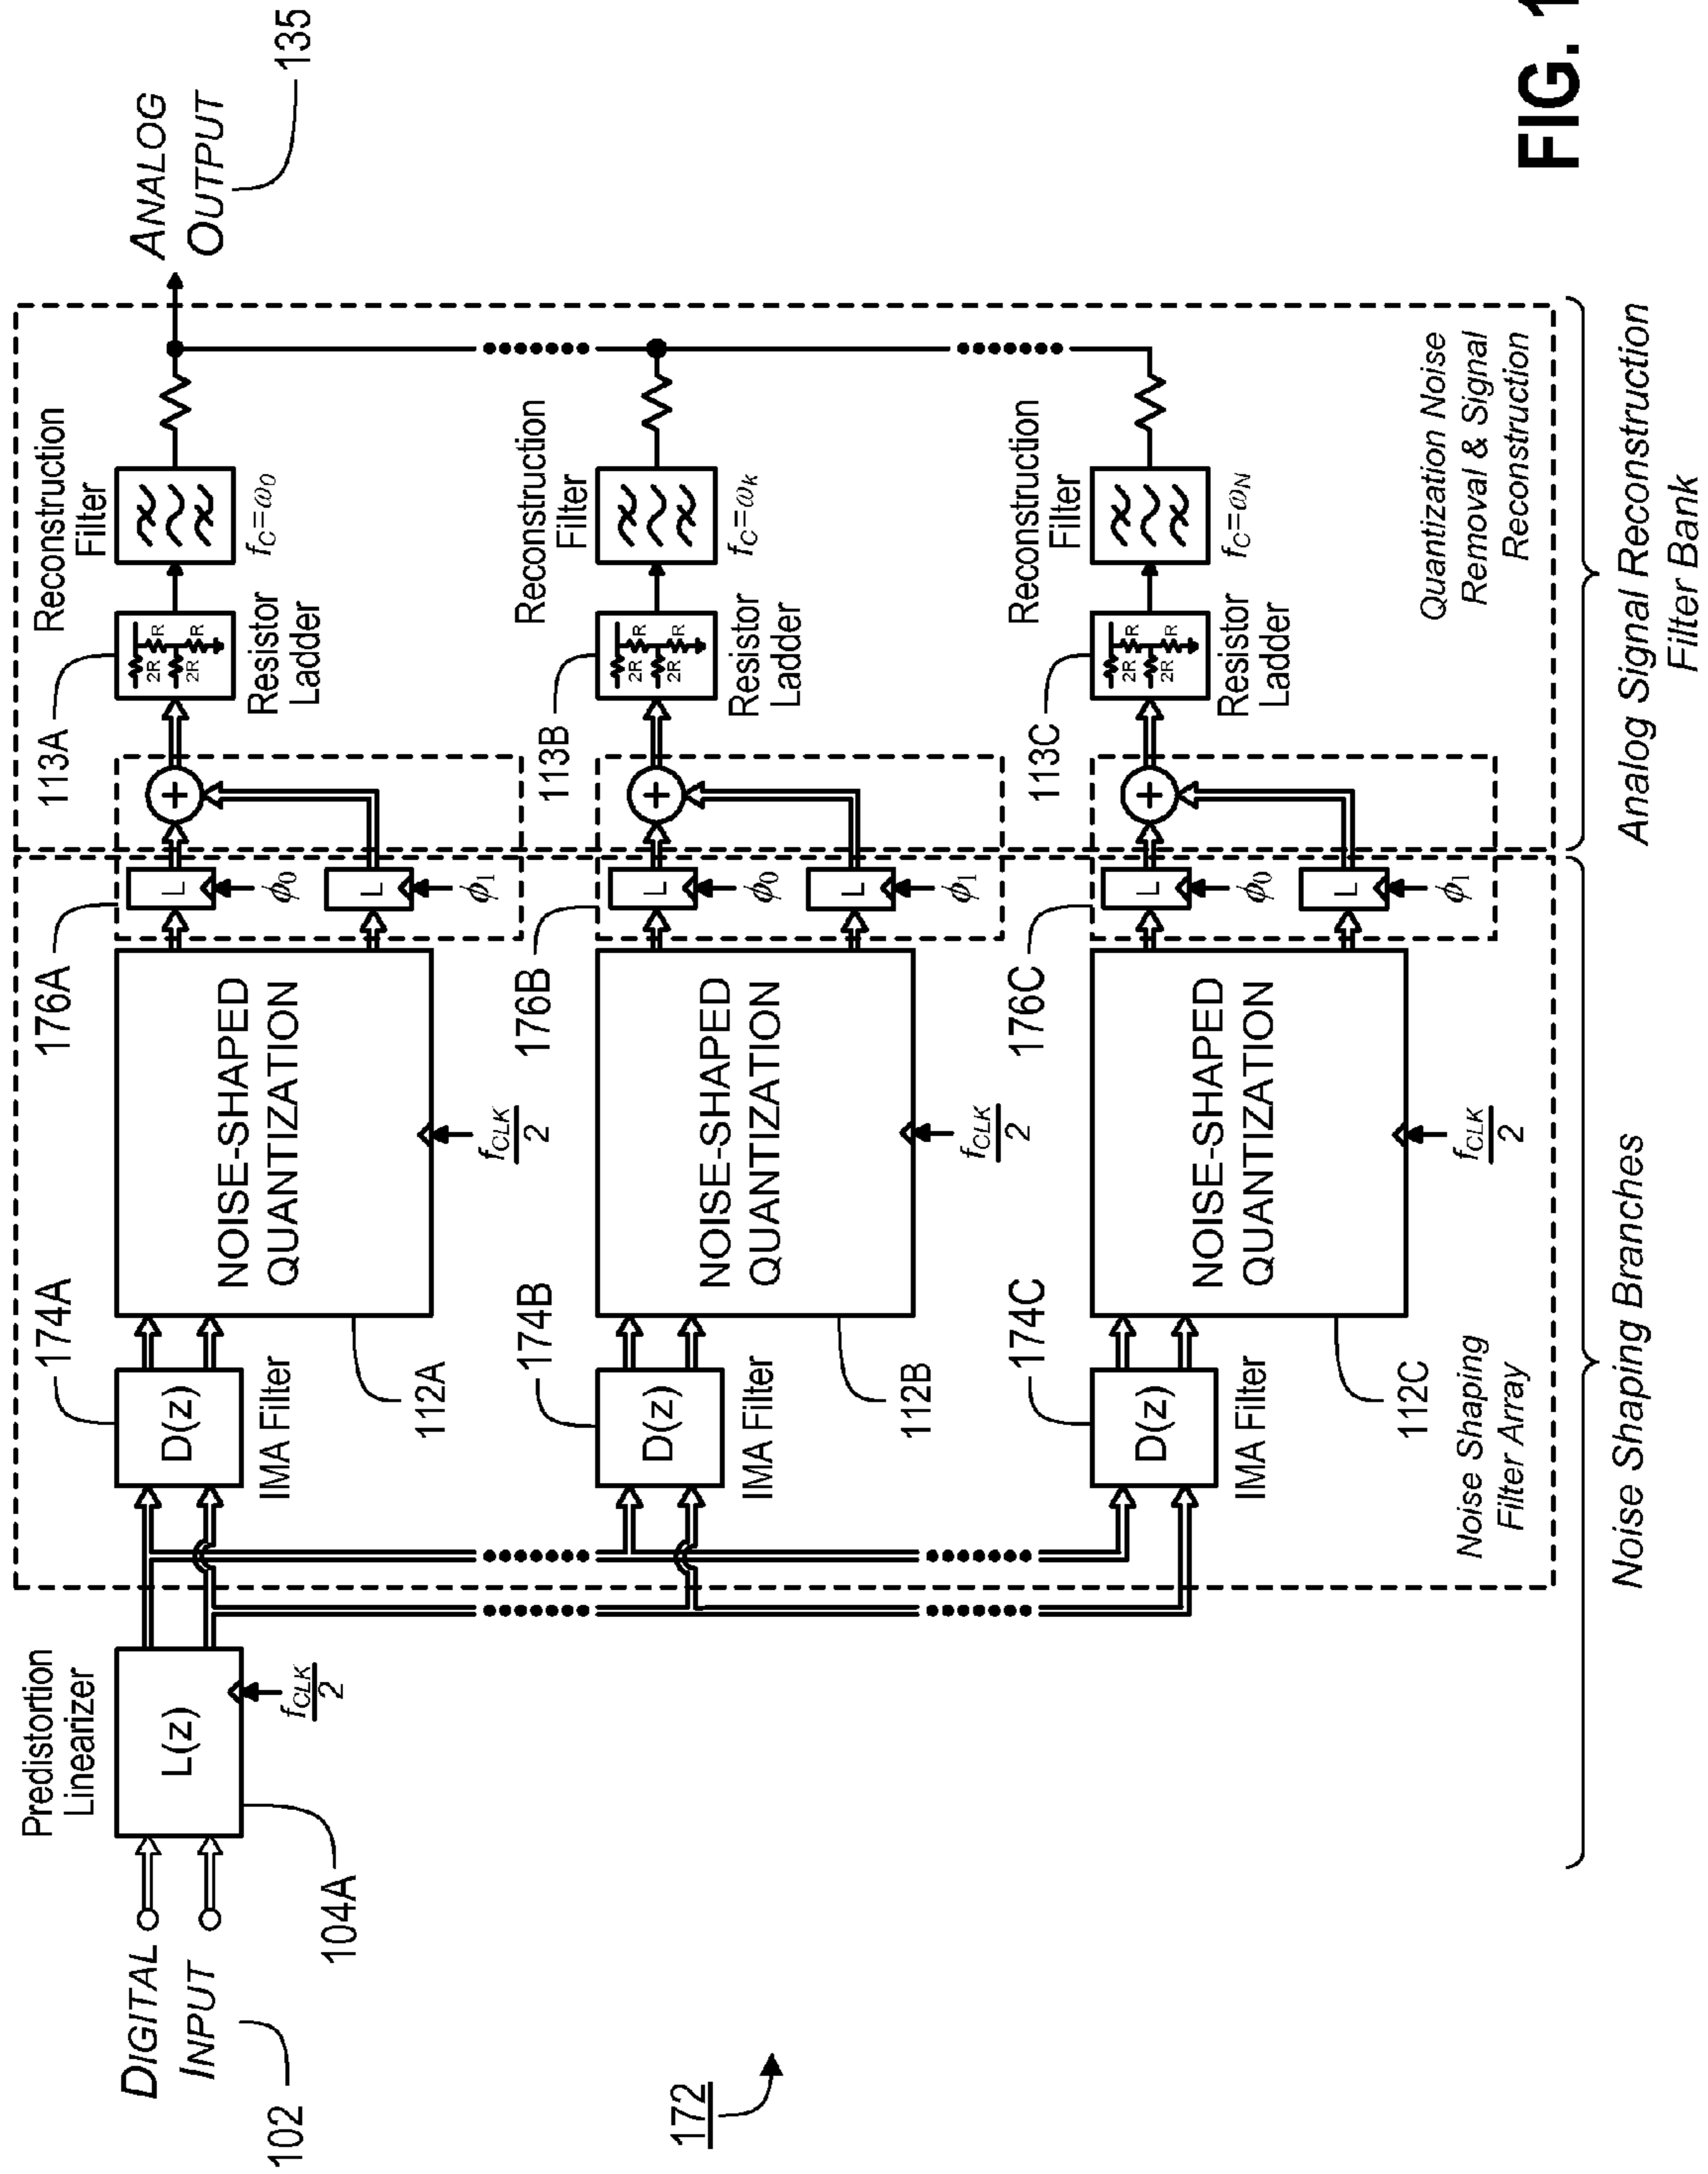 DIGITAL
INPUT
102
Predistortion
Linearizer
L(z)
fCLK
2
104A
172
174A
D(z)
IMA Filter
NOISE-SHAPED
QUANTIZATION
112A
fCLK
2
176A
L
ϕ0
L
ϕ1
+
113A
2R
R
2R
R
Resistor
Ladder
Reconstruction
Filter
fC=ω0
ANALOG
OUTPUT
135
174B
D(z)
IMA Filter
NOISE-SHAPED
QUANTIZATION
112B
fCLK
2
176B
L
ϕ0
L
ϕ1
+
113B
2R
R
2R
R
Resistor
Ladder
Reconstruction
Filter
fC=ωk
174C
D(z)
IMA Filter
NOISE-SHAPED
QUANTIZATION
112C
fCLK
2
176C
L
ϕ0
L
ϕ1
+
113C
2R
R
2R
R
Resistor
Ladder
Reconstruction
Filter
fC=ωN
Noise Shaping
Filter Array
Quantization Noise
Removal & Signal
Reconstruction
Noise Shaping Branches
Analog Signal Reconstruction
Filter Bank
FIG.